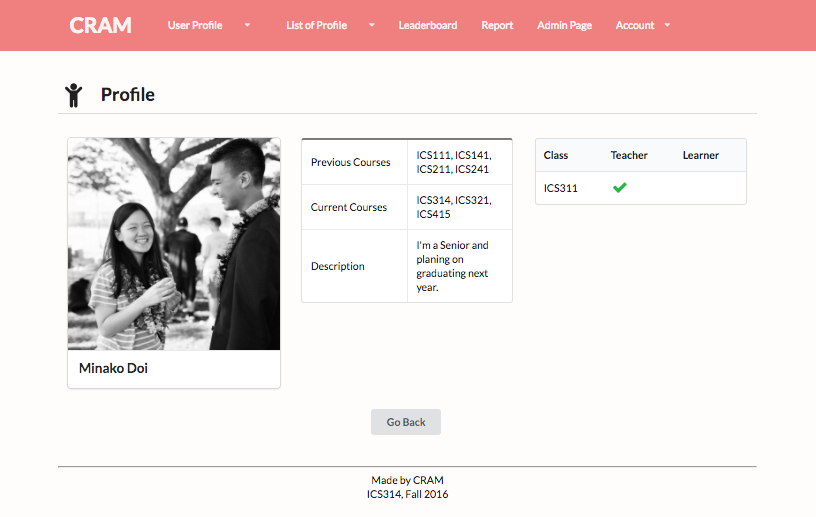 CRAM
User Profile
List of Profile
Leaderboard
Report
Admin Page
Account
Profile
Minako Doi
Previous Courses
ICS111, ICS141,
ICS211, ICS241
Current Courses
ICS314, ICS321,
ICS415
Description
I'm a Senior and
planing on
graduating next
year.
Class Teacher Learner
ICS311
Go Back
Made by CRAM
ICS314, Fall 2016